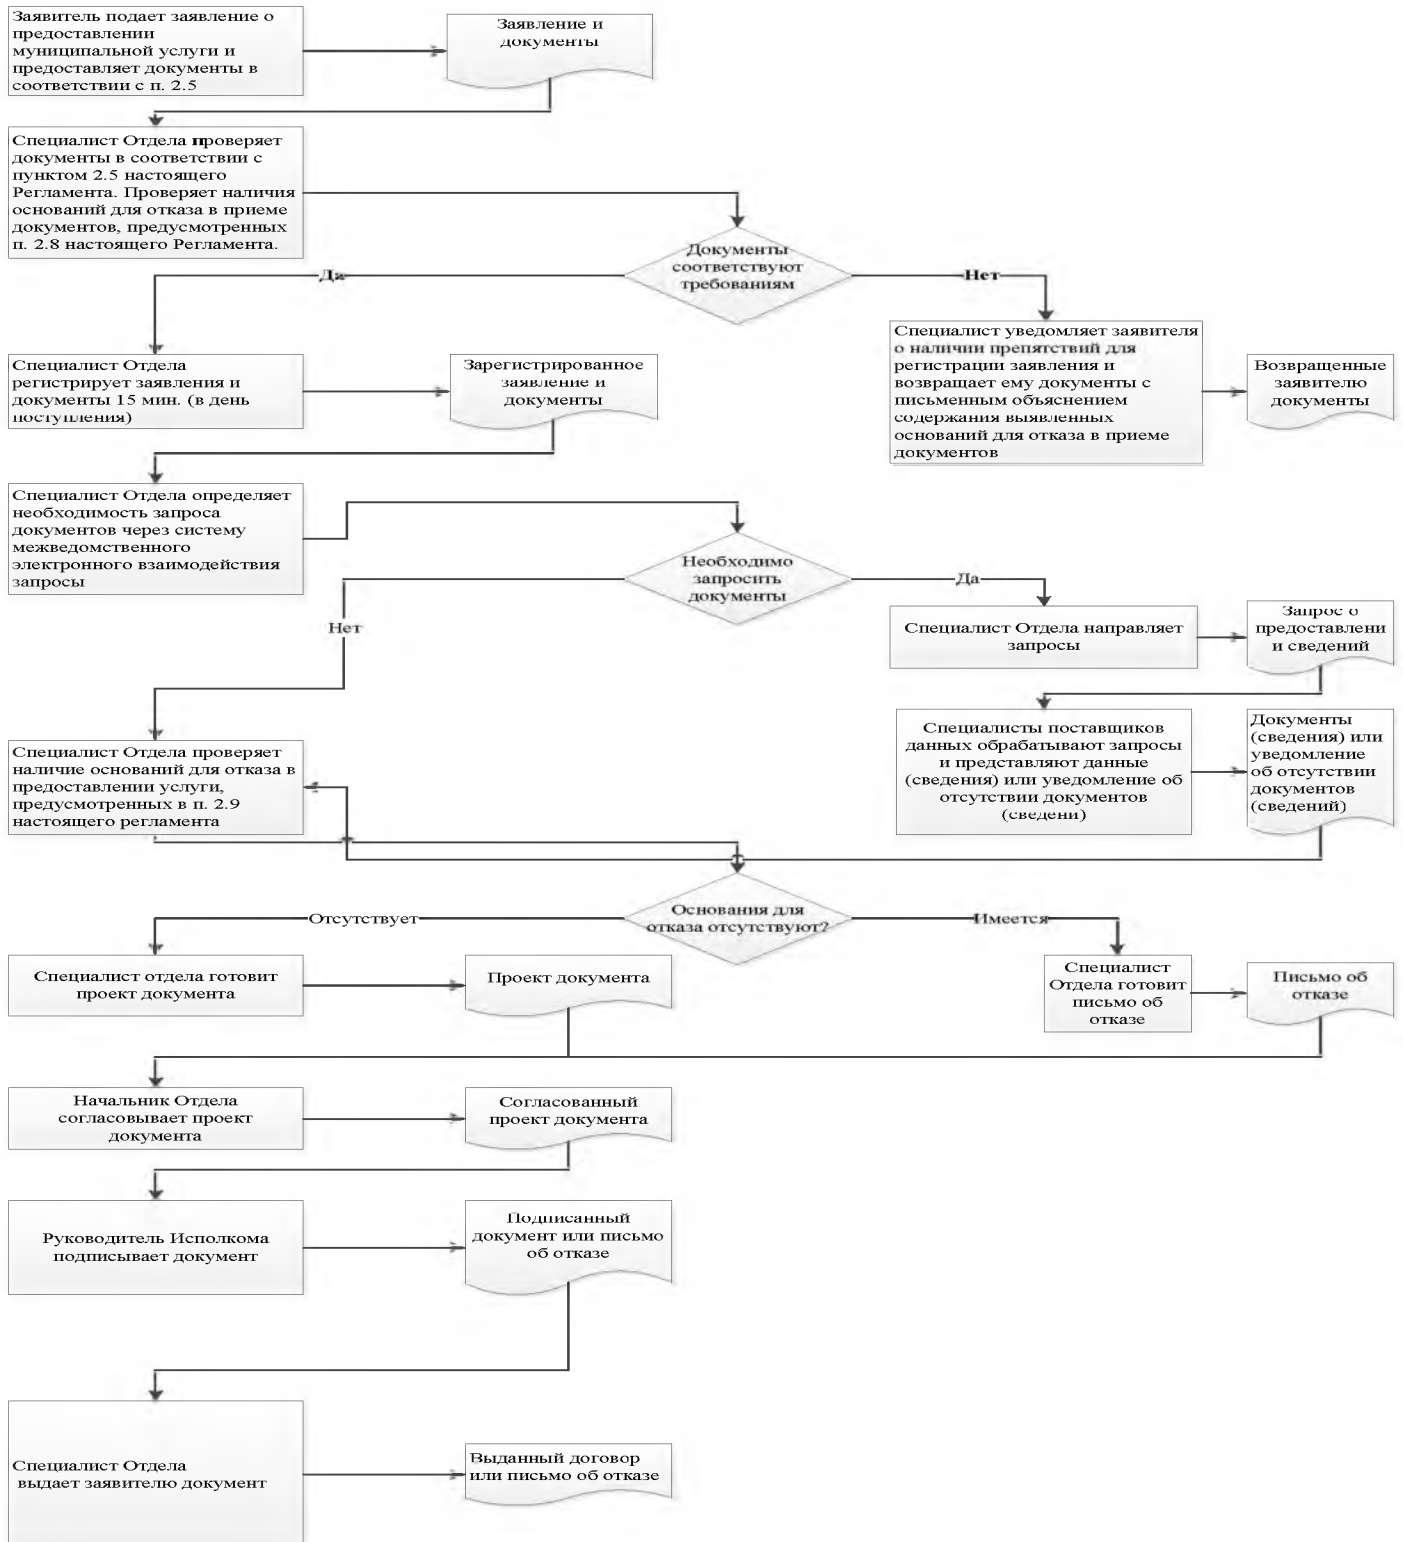 Заявитель подает заявление о
предоставлении
муниципальной услуги и
предоставляет документы в
соответствии с п. 2.5
Заявление и
документы
Специалист Отдела проверяет
документы в соответствии с
пунктом 2.5 настоящего
Регламента. Проверяет наличия
оснований для отказа в приеме
документов, предусмотренных
п. 2.8 настоящего Регламента.
Документы
соответствуют
требованиям
Да
Нет
Специалист Отдела
регистрирует заявления и
документы 15 мин. (в день
поступления)
Зарегистрированное
заявление и
документы
Специалист уведомляет заявителя
о наличии препятствий для
регистрации заявления и
возвращает ему документы с
письменным объяснением
содержания выявленных
оснований для отказа в приеме
документов
Возвращенные
заявителю
документы
Специалист Отдела определяет
необходимость запроса
документов через систему
межведомственного
электронного взаимодействия
запросы
Необходимо
запросить
документы
Да
Нет
Специалист Отдела направляет
запросы
Запрос о
предоставлени
и сведений
Специалист Отдела проверяет
наличие оснований для отказа в
предоставлении услуги,
предусмотренных в п. 2.9
настоящего регламента
Специалисты поставщиков
данных обрабатывают запросы
и представляют данные
(сведения) или уведомление об
отсутствии документов
(сведени)
Документы
(сведения) или
уведомление
об отсутствии
документов
(сведений)
Основания для
отказа отсутствуют?
Отсутствует
Имеется
Специалист отдела готовит
проект документа
Проект документа
Специалист
Отдела готовит
письмо об
отказе
Письмо об
отказе
Начальник Отдела
согласовывает проект
документа
Согласованный
проект документа
Руководитель Исполкома
подписывает документ
Подписанный
документ или письмо
об отказе
Специалист Отдела
выдает заявителю документ
Выданный договор
или письмо об отказе